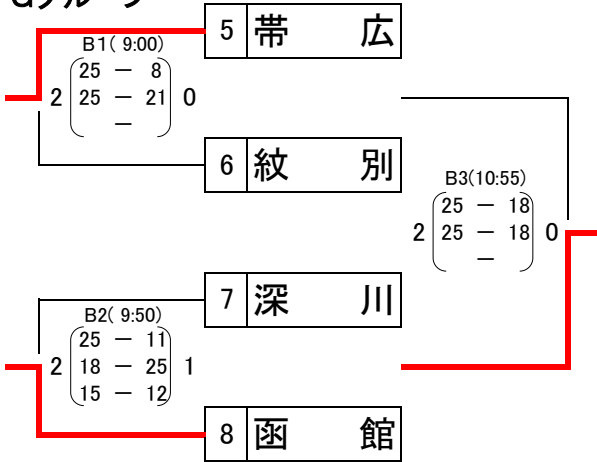 Gグループ
5 帯 広
B1( 9:00)
25 － 8
2 25 － 21 0
－
6 紋 別
B3(10:55)
25 － 18
2 25 － 18 0
－
7 深 川
B2( 9:50)
25 － 11
2 18 － 25 1
15 － 12
8 函 館